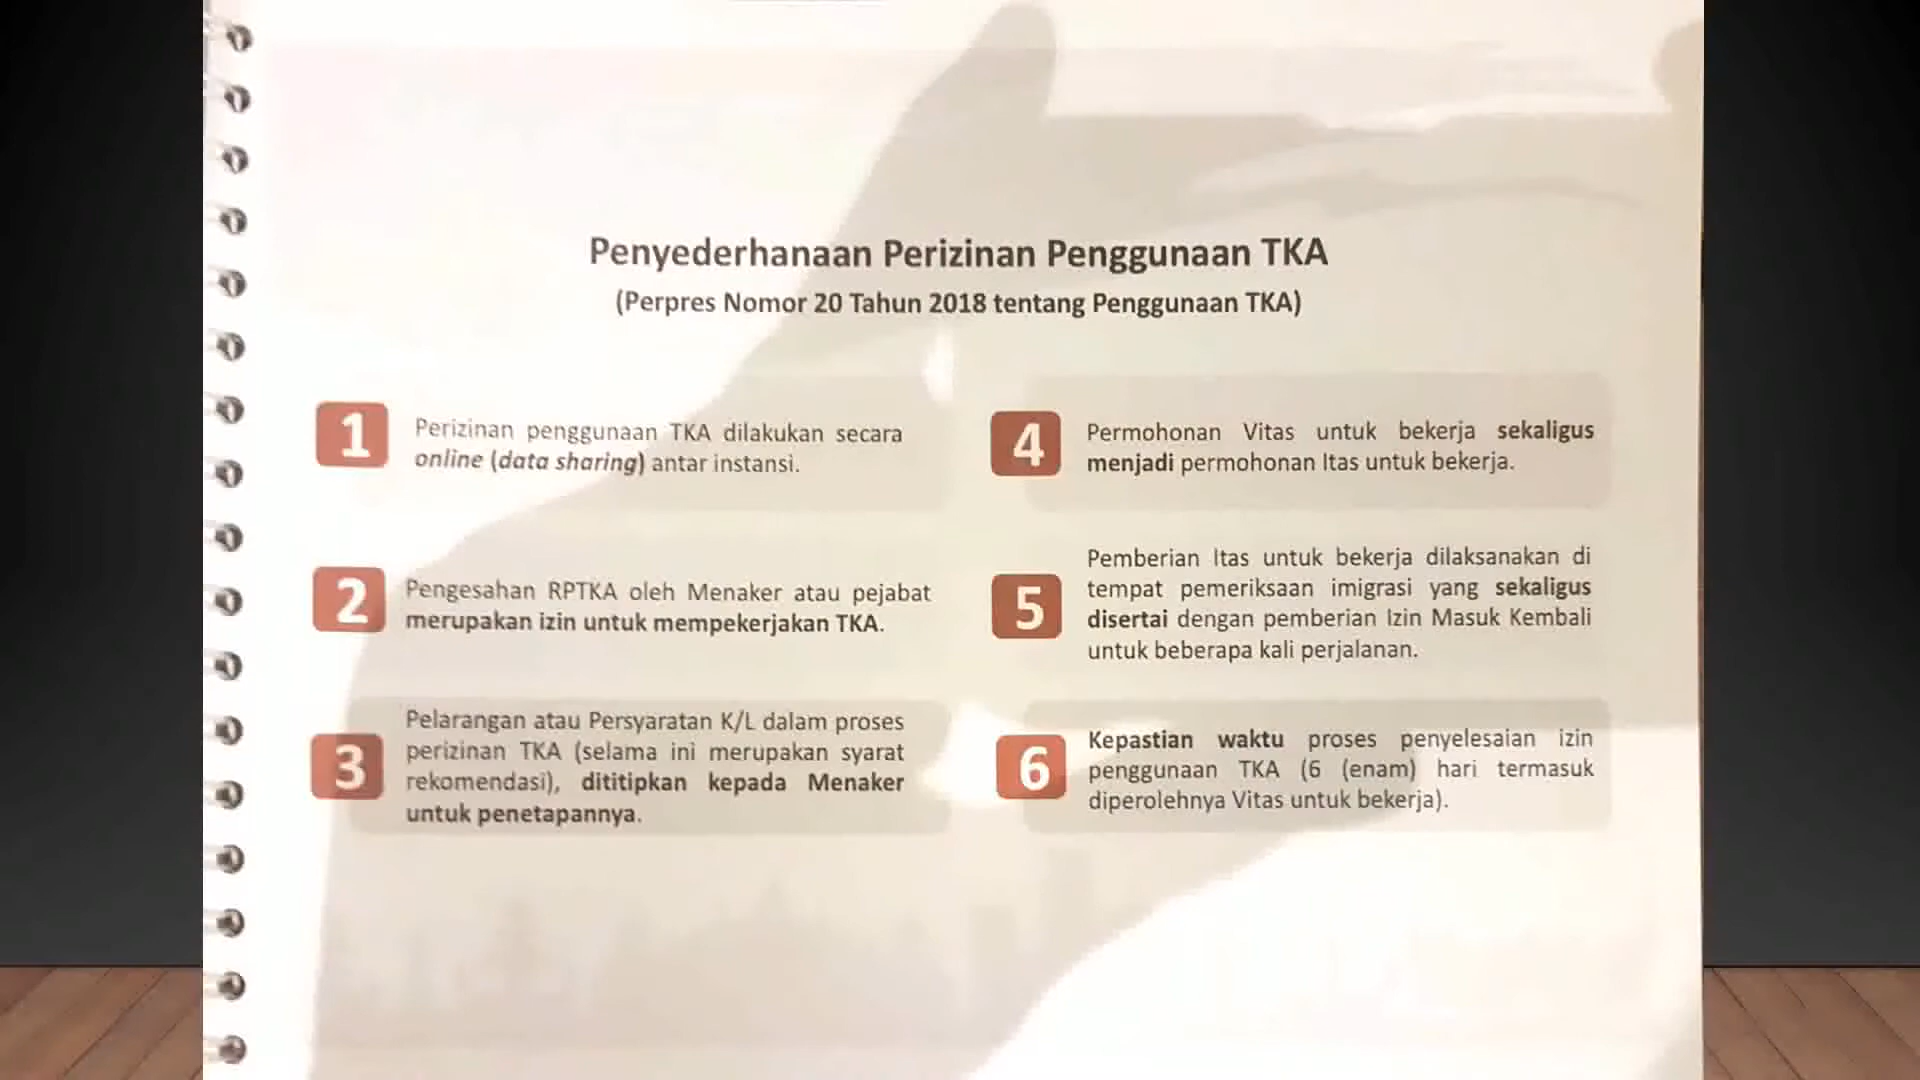 Penyederhanaan Perizinan Penggunaan TKA
(Perpres Nomor 20 Tahun 2018 tentang Penggunaan TKA)
1
Perizinan penggunaan TKA dilakukan secara
online (data sharing) antar instansi.
2
Pengesahan RPTKA oleh Menaker atau pejabat
merupakan izin untuk mempekerjakan TKA.
3
Pelarangan atau Persyaratan K/L dalam proses
perizinan TKA (selama ini merupakan syarat
rekomendasi), dititipkan kepada Menaker
untuk penetapannya.
4
Permohonan Vitas untuk bekerja sekaligus
menjadi permohonan Itas untuk bekerja.
5
Pemberian Itas untuk bekerja dilaksanakan di
tempat pemeriksaan imigrasi yang sekaligus
disertai dengan pemberian Izin Masuk Kembali
untuk beberapa kali perjalanan.
6
Kepastian waktu proses penyelesaian izin
penggunaan TKA (6 (enam) hari termasuk
diperolehnya Vitas untuk bekerja).